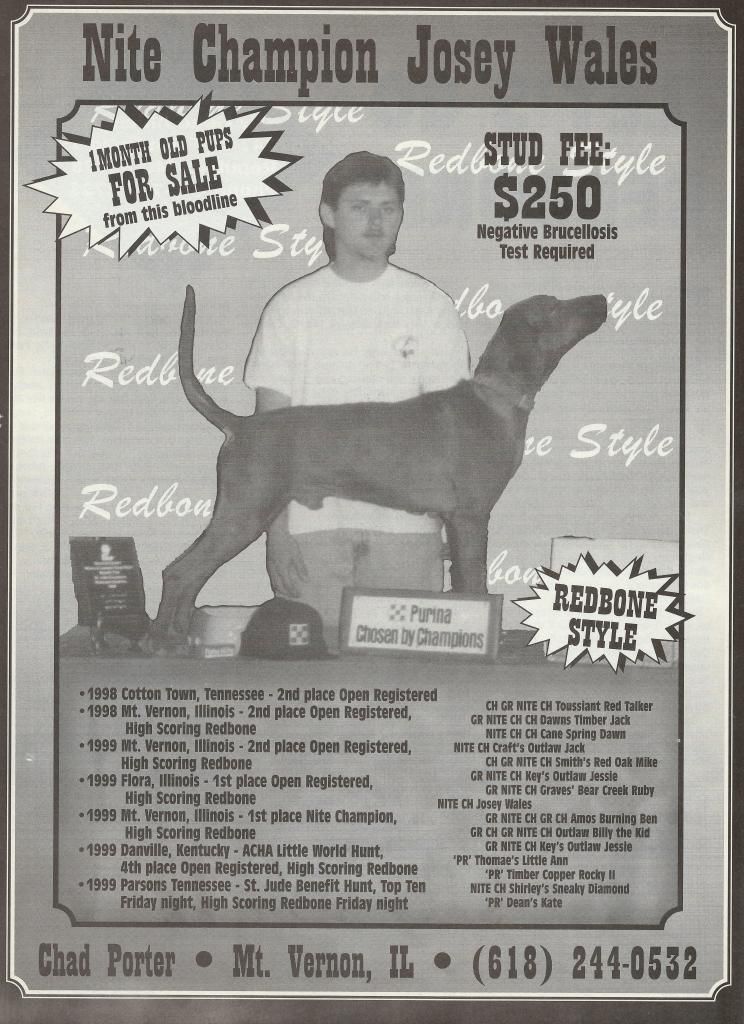 Nite Champion Josey Wales
1 MONTH OLD PUPS
FOR SALE
from this bloodline
Style
Redbone Style
STUD FEE:
$250
Negative Brucellosis
Test Required
Redbone Style
Redbone
Style
Redbone
Style
Redbone
Purina
Chosen by Champions
REDBONE
STYLE
• 1998 Cotton Town, Tennessee - 2nd place Open Registered
• 1998 Mt. Vernon, Illinois - 2nd place Open Registered,
High Scoring Redbone
• 1999 Mt. Vernon, Illinois - 2nd place Open Registered,
High Scoring Redbone
• 1999 Flora, Illinois - 1st place Open Registered,
High Scoring Redbone
• 1999 Mt. Vernon, Illinois - 1st place Nite Champion,
High Scoring Redbone
• 1999 Danville, Kentucky - ACHA Little World Hunt,
4th place Open Registered, High Scoring Redbone
• 1999 Parsons Tennessee - St. Jude Benefit Hunt, Top Ten
Friday night, High Scoring Redbone Friday night
CH GR NITE CH Toussiant Red Talker
GR NITE CH CH Dawns Timber Jack
NITE CH CH Cane Spring Dawn
NITE CH Craft's Outlaw Jack
CH GR NITE CH Smith's Red Oak Mike
GR NITE CH Key's Outlaw Jessie
GR NITE CH Graves' Bear Creek Ruby
NITE CH Josey Wales
GR NITE CH GR CH Amos Burning Ben
GR CH GR NITE CH Outlaw Billy the Kid
GR NITE CH Key's Outlaw Jessie
'PR' Thomae's Little Ann
'PR' Timber Copper Rocky II
NITE CH Shirley's Sneaky Diamond
'PR' Dean's Kate
Chad Porter • Mt. Vernon, IL • (618) 244-0532